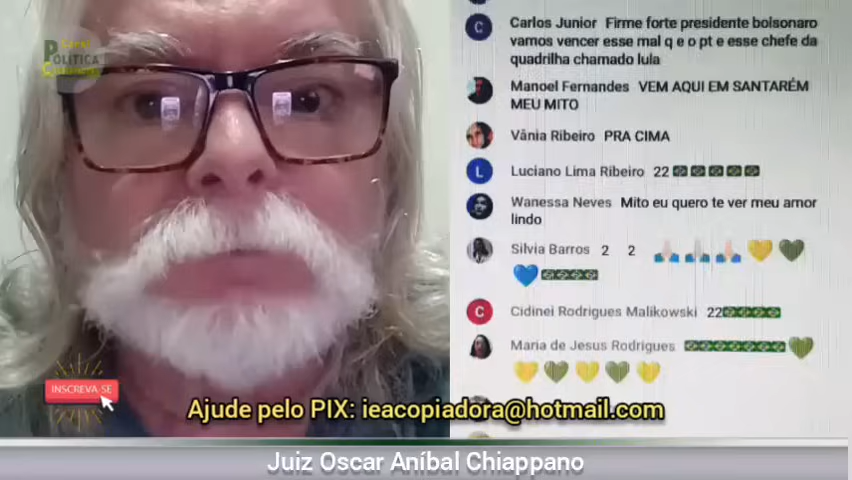 Canal
POLÍTICA
C
Carlos Junior Firme forte presidente bolsonaro
vamos vencer esse mal q e o pt e esse chefe da
quadrilha chamado lula
Manoel Fernandes VEM AQUI EM SANTARÉM
MEU MITO
Vânia Ribeiro PRA CIMA
L
Luciano Lima Ribeiro 22
Wanessa Neves Mito eu quero te ver meu amor
lindo
Silvia Barros 2 2
C
Cidinei Rodrigues Malikowski 22
Maria de Jesus Rodrigues
INSCREVA-SE
Ajude pelo PIX: ieacopiadora@hotmail.com
Juiz Oscar Aníbal Chiappano